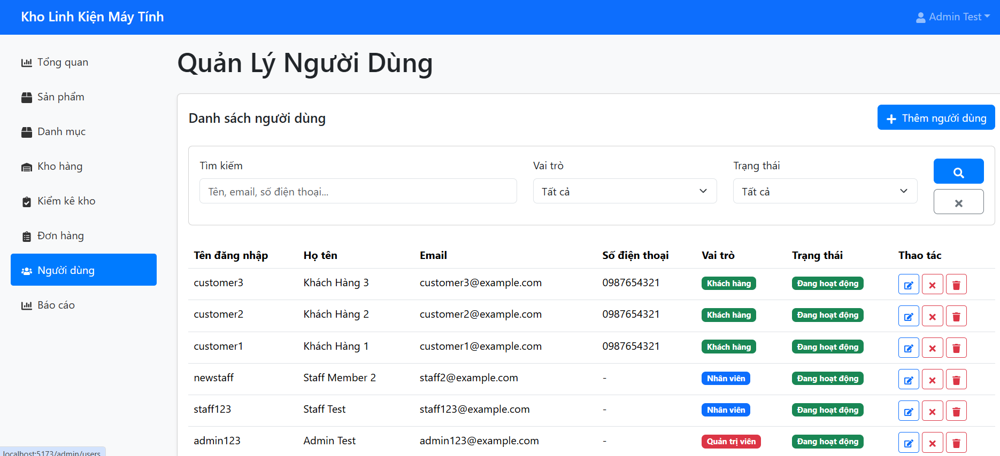 Kho Linh Kiện Máy Tính
Admin Test
Tổng quan
Sản phẩm
Danh mục
Kho hàng
Kiểm kê kho
Đơn hàng
Người dùng
Báo cáo
Quản Lý Người Dùng
Danh sách người dùng
Thêm người dùng
Tìm kiếm Vai trò Trạng thái
Tên, email, số điện thoại... Tất cả Tất cả
Tên đăng nhập Họ tên Email Số điện thoại Vai trò Trạng thái Thao tác
customer3 Khách Hàng 3 customer3@example.com 0987654321 Khách hàng Đang hoạt động
customer2 Khách Hàng 2 customer2@example.com 0987654321 Khách hàng Đang hoạt động
customer1 Khách Hàng 1 customer1@example.com 0987654321 Khách hàng Đang hoạt động
newstaff Staff Member 2 staff2@example.com - Nhân viên Đang hoạt động
staff123 Staff Test staff123@example.com - Nhân viên Đang hoạt động
admin123 Admin Test admin123@example.com - Quản trị viên Đang hoạt động
localhost:5173/admin/users